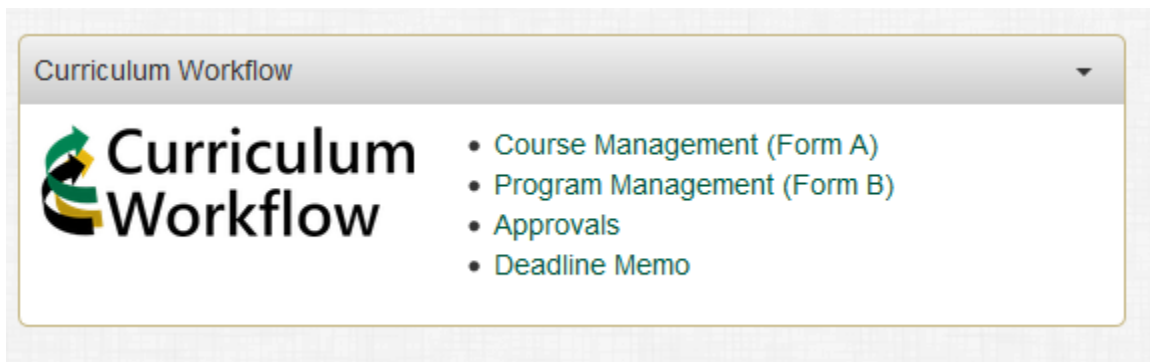 Curriculum Workflow
Curriculum
Workflow
Course Management (Form A)
Program Management (Form B)
Approvals
Deadline Memo